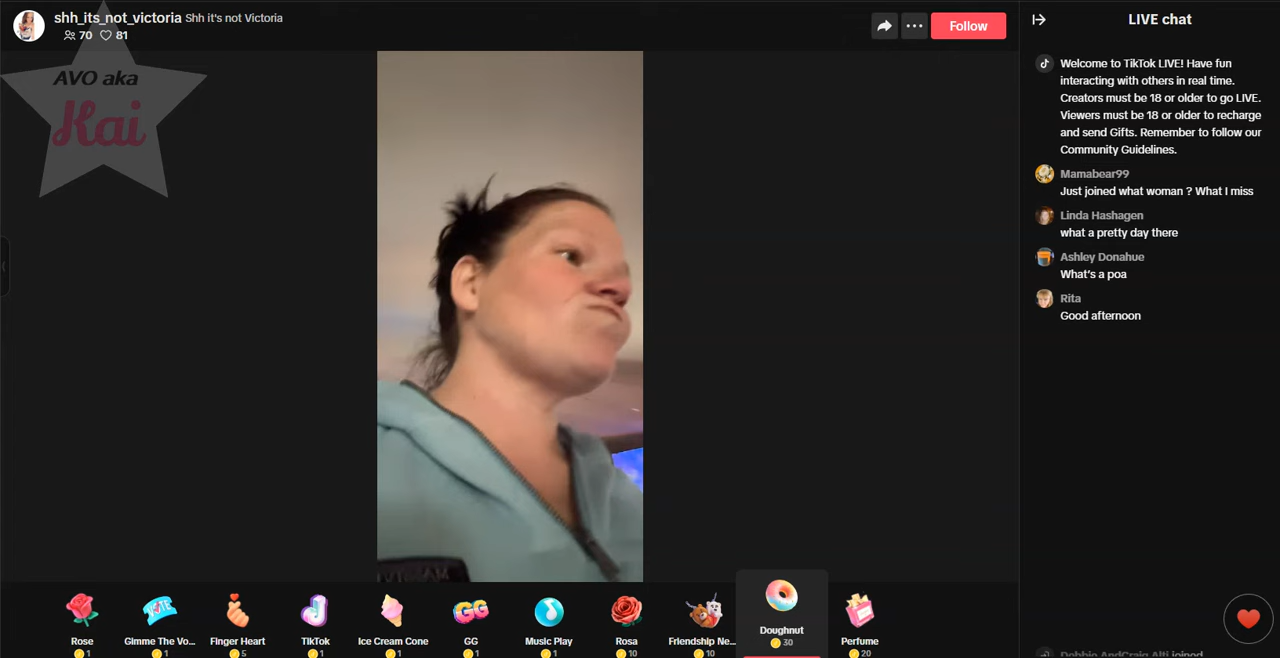 shh_its_not_victoria Shh it's not Victoria
70 81
Follow
AVO aka
Kai
LIVE chat
Welcome to TikTok LIVE! Have fun
interacting with others in real time.
Creators must be 18 or older to go LIVE.
Viewers must be 18 or older to recharge
and send Gifts. Remember to follow our
Community Guidelines.
Mamabear99
Just joined what woman ? What I miss
Linda Hashagen
what a pretty day there
Ashley Donahue
What's a poa
Rita
Good afternoon
Rose
1
Gimme The Vo...
1
Finger Heart
5
TikTok
1
Ice Cream Cone
1
GG
1
Music Play
1
Rosa
10
Friendship Ne...
10
Doughnut
30
Perfume
20
Debbie AndCraig Alti joined